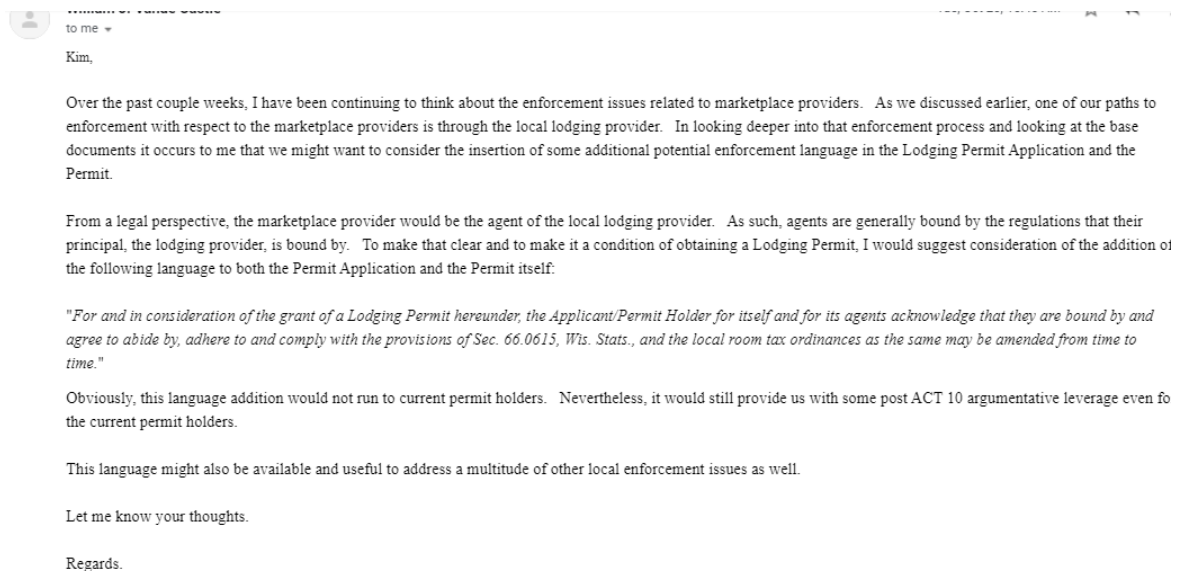 to me
Kim,
Over the past couple weeks, I have been continuing to think about the enforcement issues related to marketplace providers.   As we discussed earlier, one of our paths to
enforcement with respect to the marketplace providers is through the local lodging provider.   In looking deeper into that enforcement process and looking at the base
documents it occurs to me that we might want to consider the insertion of some additional potential enforcement language in the Lodging Permit Application and the
Permit.
From a legal perspective, the marketplace provider would be the agent of the local lodging provider.   As such, agents are generally bound by the regulations that their
principal, the lodging provider, is bound by.   To make that clear and to make it a condition of obtaining a Lodging Permit, I would suggest consideration of the addition of
the following language to both the Permit Application and the Permit itself:
"For and in consideration of the grant of a Lodging Permit hereunder, the Applicant/Permit Holder for itself and for its agents acknowledge that they are bound by and
agree to abide by, adhere to and comply with the provisions of Sec. 66.0615, Wis. Stats., and the local room tax ordinances as the same may be amended from time to
time."
Obviously, this language addition would not run to current permit holders.   Nevertheless, it would still provide us with some post ACT 10 argumentative leverage even fo
the current permit holders.
This language might also be available and useful to address a multitude of other local enforcement issues as well.
Let me know your thoughts.
Regards.